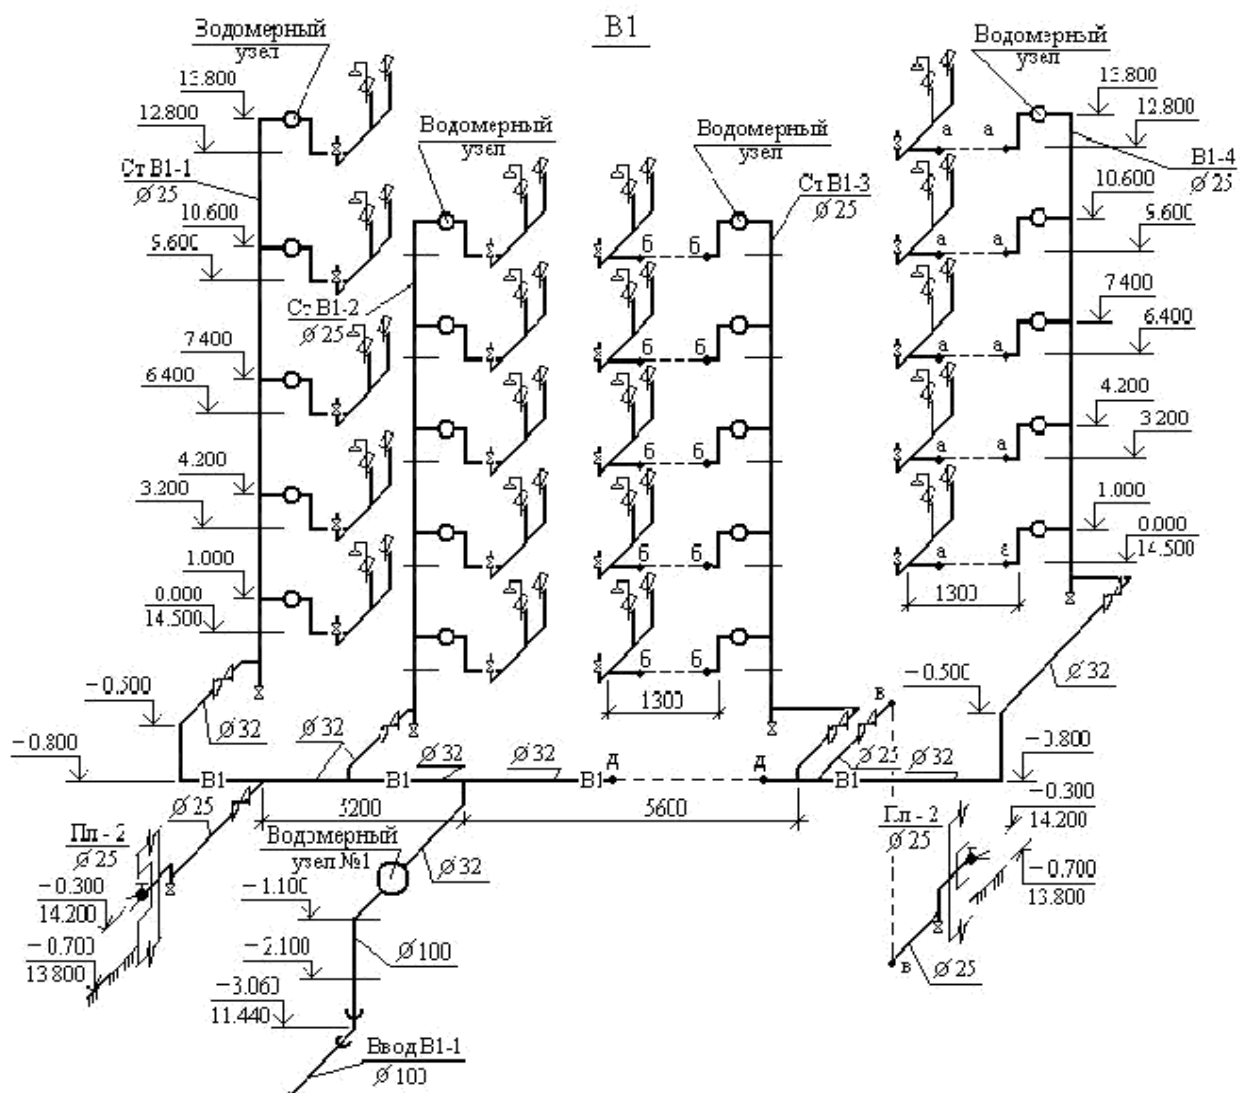 В1
Водомерный
узел
13.800
12.800
Ст В1-1
Ø 25
10.600
9.600
7.400
6.400
4.200
3.200
1.000
0.000
14.500
-0.500
-0.800
Ø 32
Водомерный
узел
Ст В1-2
Ø 25
Ø 32
Водомерный
узел
Ст В1-3
Ø 25
б б
б б
б б
б б
б б
1300
Водомерный
узел
13.800
12.800
В1-4
Ø 25
10.600
9.600
7.400
6.400
4.200
3.200
1.000
0.000
14.500
а а
а а
а а
а а
а а
1300
-0.500
Ø 32
в
Ø 25
В1
В1
Ø 32
Ø 32
В1
д
д
В1
Ø 32
-0.800
5200
5600
Ø 25
Пл - 2
Ø 25
-0.300
14.200
-0.700
13.800
Водомерный
узел №1
Ø 32
-1.100
Ø 100
-2.100
-3.060
11.440
Ввод В1-1
Ø 100
Пл - 2
Ø 25
-0.300
14.200
-0.700
13.800
в
Ø 25